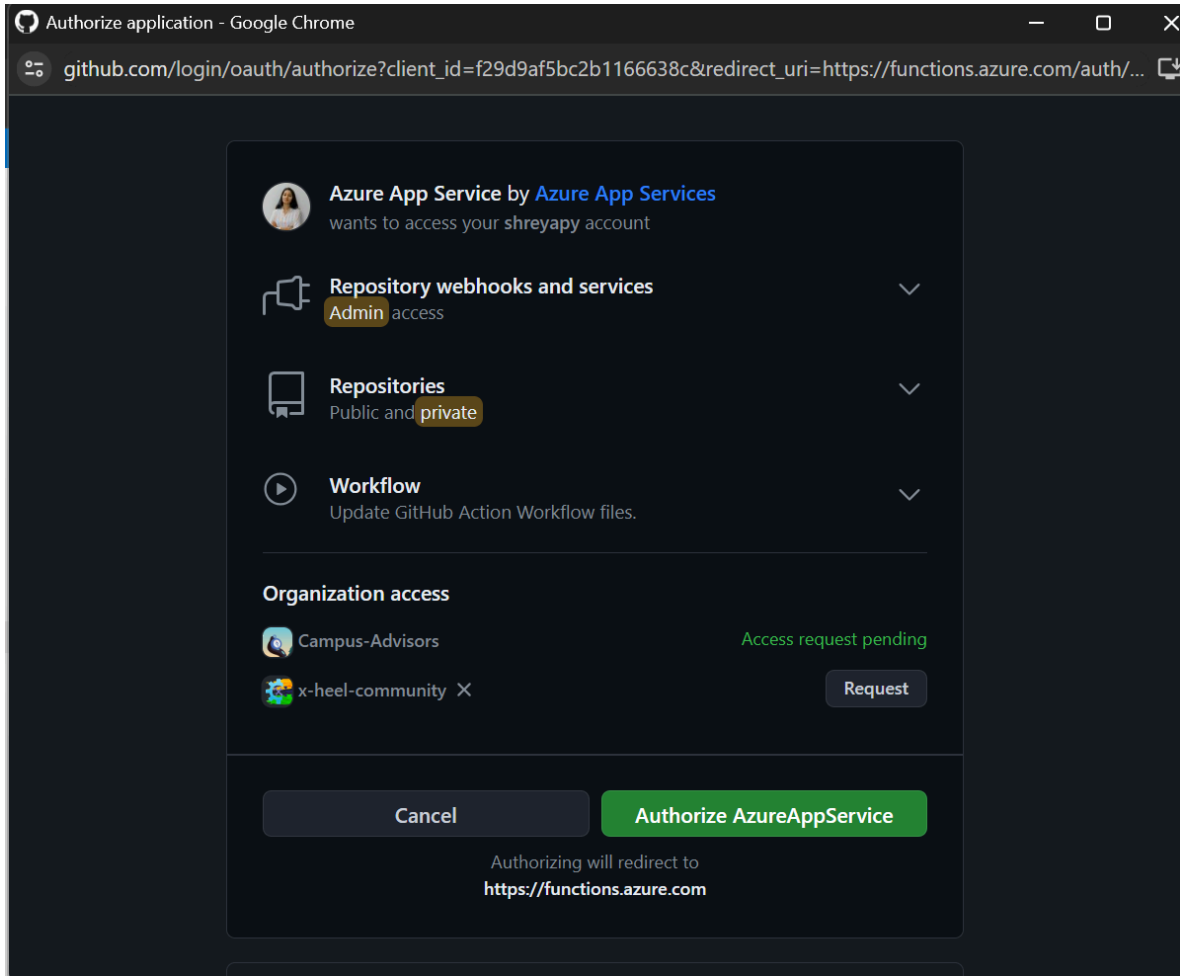 Authorize application - Google Chrome
github.com/login/oauth/authorize?client_id=f29d9af5bc2b1166638c&redirect_uri=https://functions.azure.com/auth/...
Azure App Service by Azure App Services
wants to access your shreyapy account
Repository webhooks and services
Admin access
Repositories
Public and private
Workflow
Update GitHub Action Workflow files.
Organization access
Campus-Advisors Access request pending
x-heel-community Request
Cancel Authorize AzureAppService
Authorizing will redirect to
https://functions.azure.com